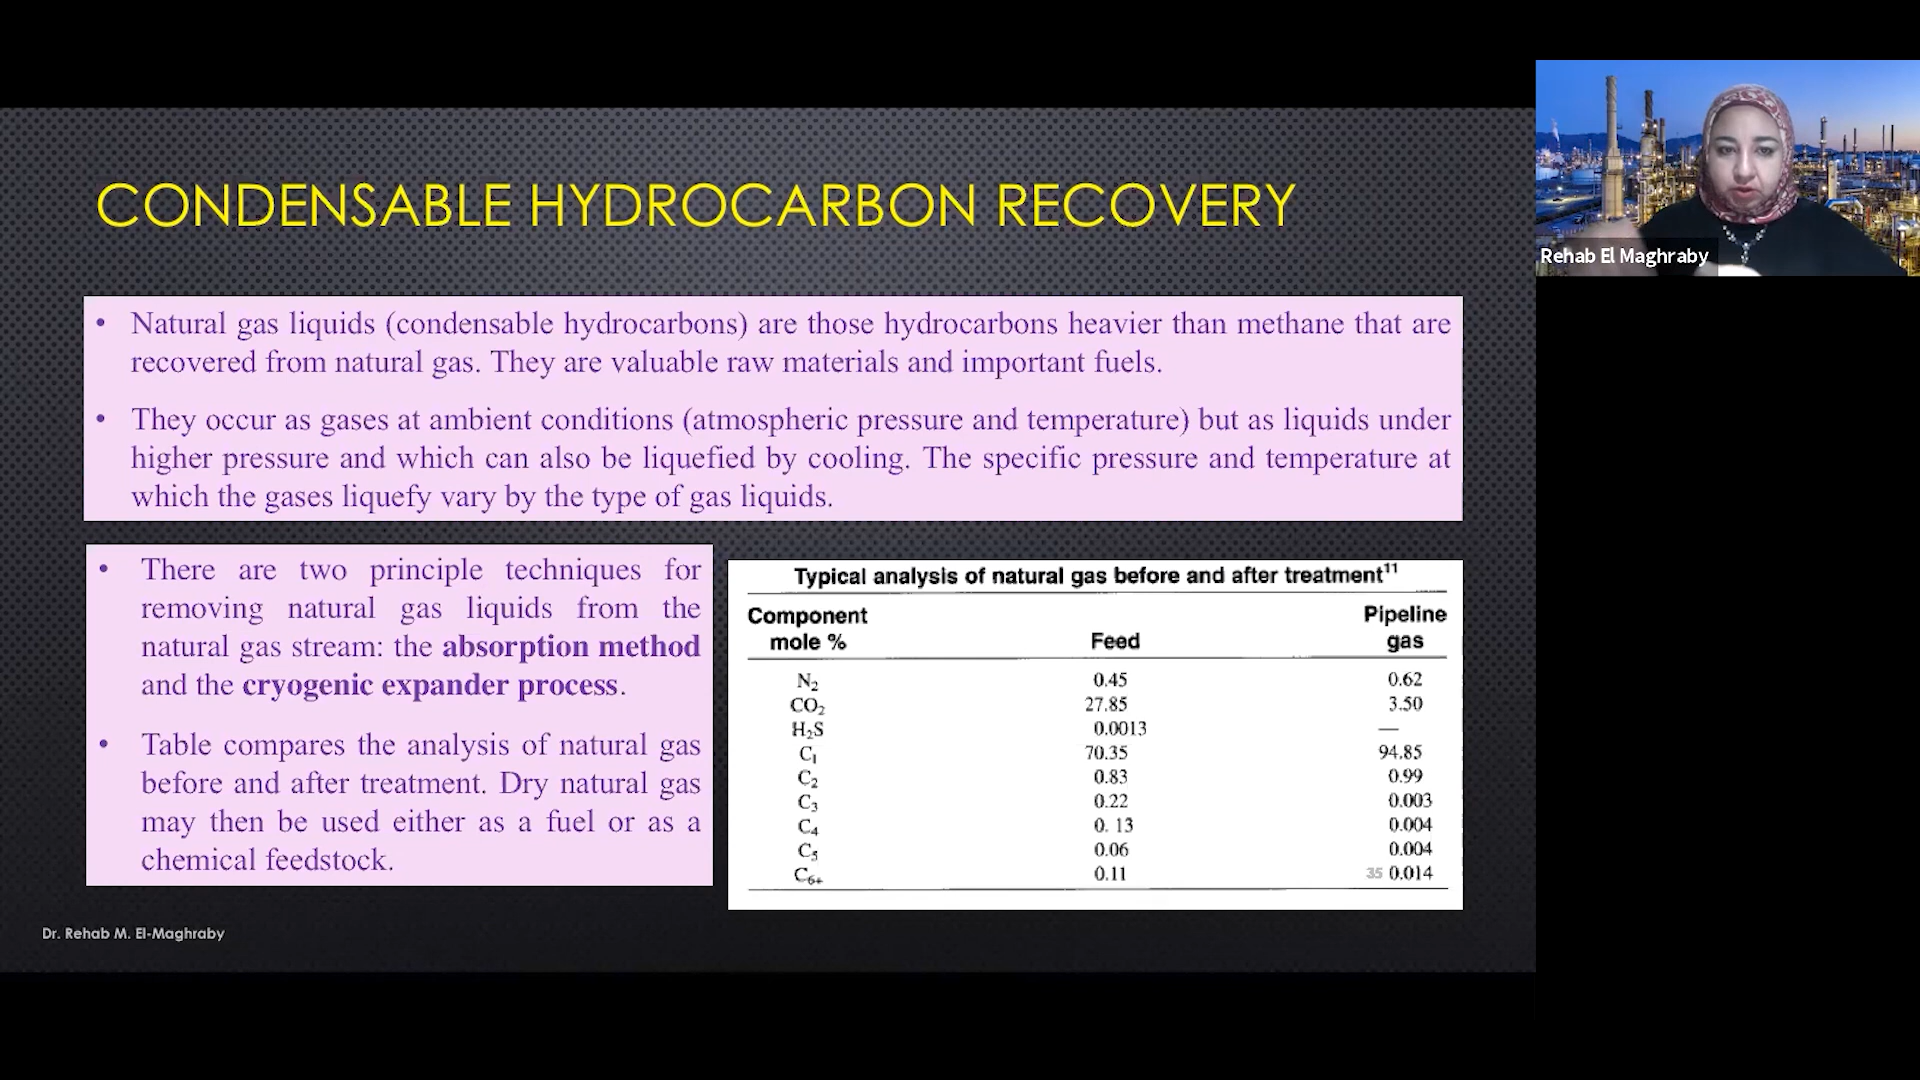 CONDENSABLE HYDROCARBON RECOVERY
Rehab El Maghraby
• Natural gas liquids (condensable hydrocarbons) are those hydrocarbons heavier than methane that are
recovered from natural gas. They are valuable raw materials and important fuels.
• They occur as gases at ambient conditions (atmospheric pressure and temperature) but as liquids under
higher pressure and which can also be liquefied by cooling. The specific pressure and temperature at
which the gases liquefy vary by the type of gas liquids.
• There are two principle techniques for
removing natural gas liquids from the
natural gas stream: the absorption method
and the cryogenic expander process.
• Table compares the analysis of natural gas
before and after treatment. Dry natural gas
may then be used either as a fuel or as a
chemical feedstock.
Typical analysis of natural gas before and after treatment¹¹
Component mole % Feed Pipeline gas
N₂ 0.45 0.62
CO₂ 27.85 3.50
H₂S 0.0013 —
C₁ 70.35 94.85
C₂ 0.83 0.99
C₃ 0.22 0.003
C₄ 0. 13 0.004
C₅ 0.06 0.004
C₆₊ 0.11 0.014
35
Dr. Rehab M. El-Maghraby